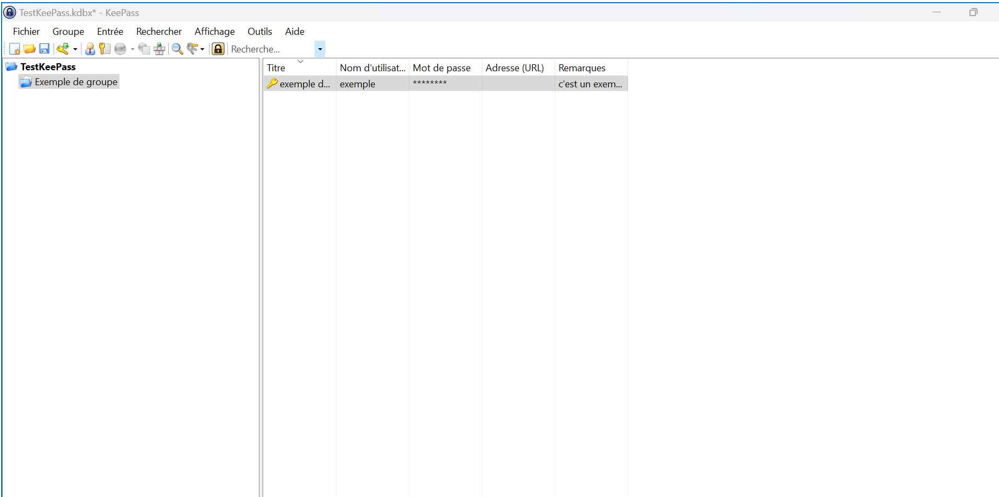 TestKeePass.kdbx* - KeePass
Fichier Groupe Entrée Rechercher Affichage Outils Aide
Recherche...
TestKeePass
Exemple de groupe
Titre Nom d'utilisat... Mot de passe Adresse (URL) Remarques
exemple d... exemple ******** c'est un exem...